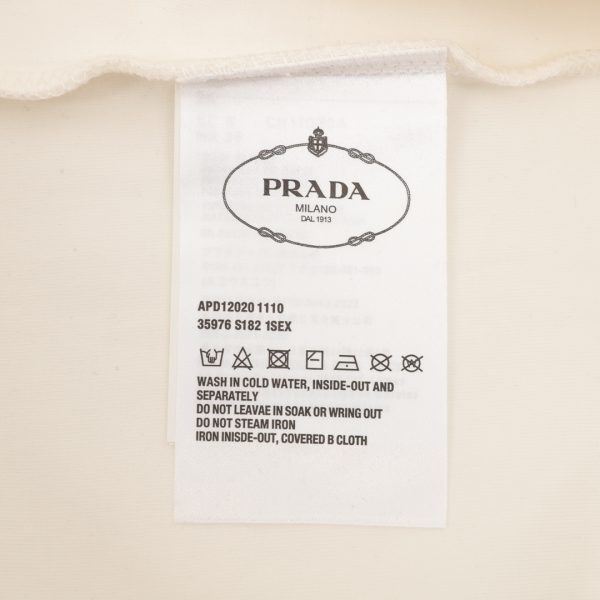 PRADA
MILANO
DAL 1913
APD12020 1110
35976 S182 1SEX
WASH IN COLD WATER, INSIDE-OUT AND
SEPARATELY
DO NOT LEAVAE IN SOAK OR WRING OUT
DO NOT STEAM IRON
IRON INISDE-OUT, COVERED B CLOTH